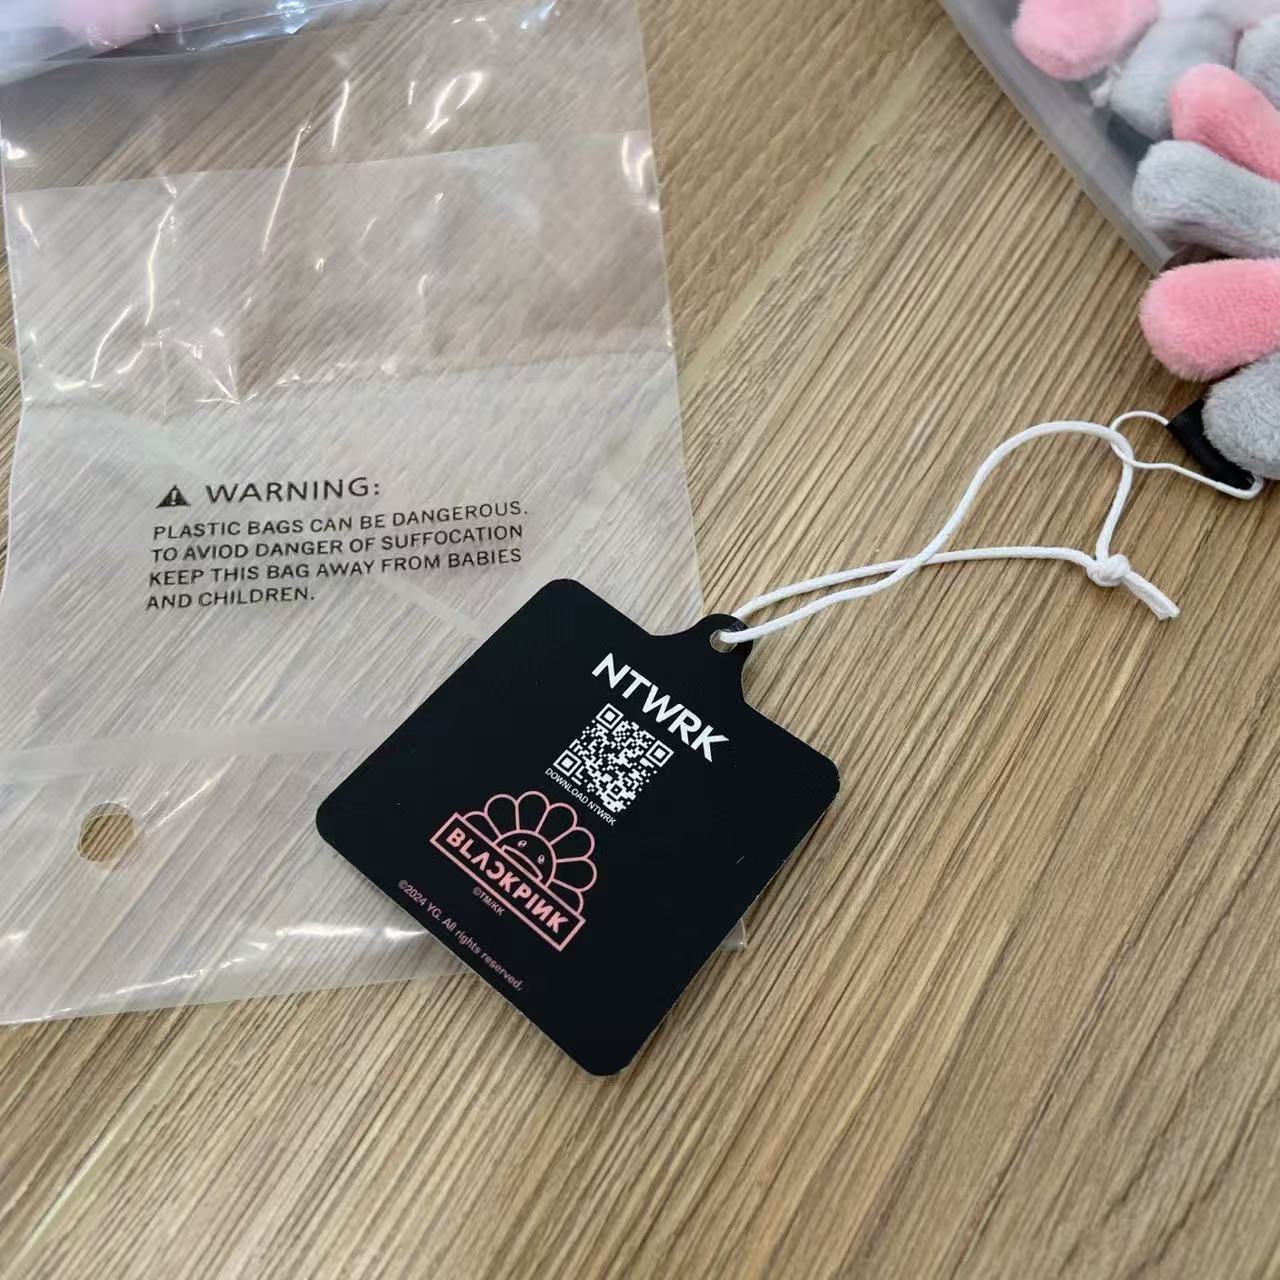 WARNING:
PLASTIC BAGS CAN BE DANGEROUS.
TO AVIOD DANGER OF SUFFOCATION
KEEP THIS BAG AWAY FROM BABIES
AND CHILDREN.
NTWRK
DOWNLOAD NTWRK
BLACKPINK
©TM/KK
©2024 YG. All rights reserved.